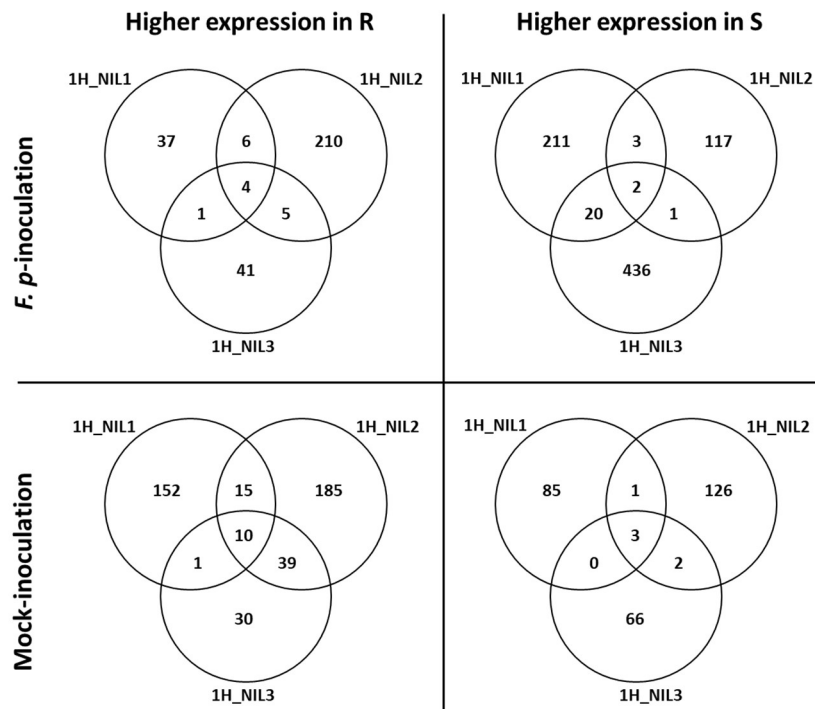 Higher expression in R
Higher expression in S
F. p-inoculation
1H_NIL1
1H_NIL2
37
6
210
4
1
5
41
1H_NIL3
1H_NIL1
1H_NIL2
211
3
117
2
20
1
436
1H_NIL3
Mock-inoculation
1H_NIL1
1H_NIL2
152
15
185
10
1
39
30
1H_NIL3
1H_NIL1
1H_NIL2
85
1
126
3
0
2
66
1H_NIL3